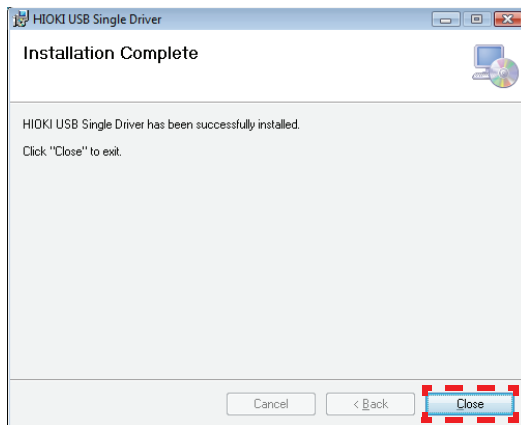 HIOKI USB Single Driver
Installation Complete
HIOKI USB Single Driver has been successfully installed.
Click "Close" to exit.
Cancel
< Back
Close